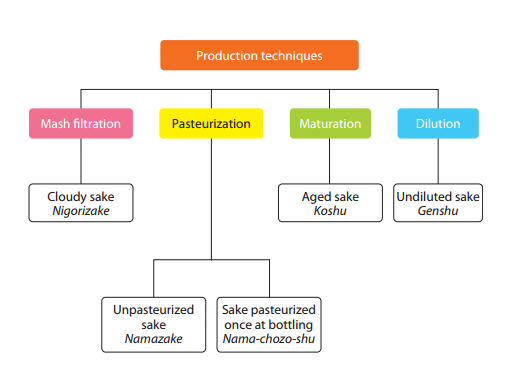 Production techniques
Mash filtration
Pasteurization
Maturation
Dilution
Cloudy sake
Nigorizake
Aged sake
Koshu
Undiluted sake
Genshu
Unpasteurized
sake
Namazake
Sake pasteurized
once at bottling
Nama-chozo-shu